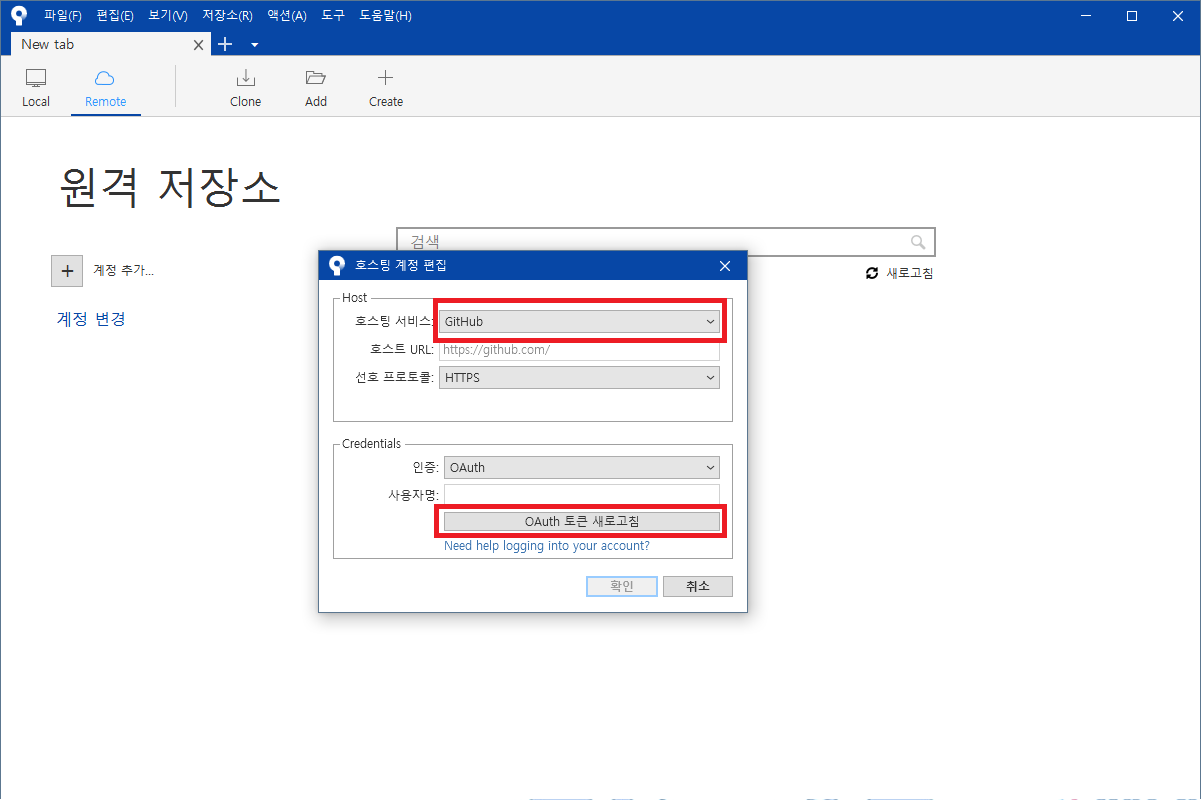 파일(F) 편집(E) 보기(V) 저장소(R) 액션(A) 도구 도움말(H)
New tab
Local Remote Clone Add Create
원격 저장소
검색
계정 추가...
새로고침
계정 변경
호스팅 계정 편집
Host
호스팅 서비스: GitHub
호스트 URL: https://github.com/
선호 프로토콜: HTTPS
Credentials
인증: OAuth
사용자명:
OAuth 토큰 새로고침
Need help logging into your account?
확인 취소